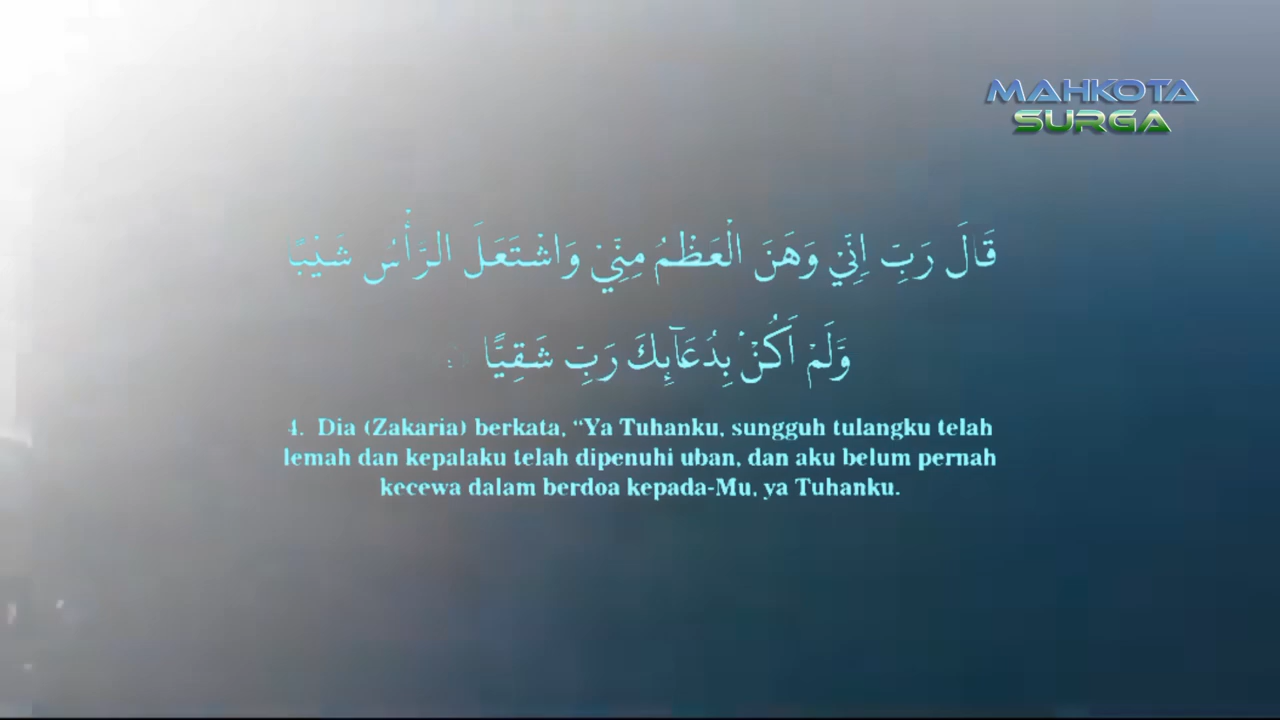 MAHKOTA
SURGA
قَالَ رَبِّ اِنِّيْ وَهَنَ الْعَظْمُ مِنِّيْ وَاشْتَعَلَ الرَّأْسُ شَيْبًا
وَّلَمْ اَكُنْۢ بِدُعَاۤىِٕكَ رَبِّ شَقِيًّا
4. Dia (Zakaria) berkata, “Ya Tuhanku, sungguh tulangku telah
lemah dan kepalaku telah dipenuhi uban, dan aku belum pernah
kecewa dalam berdoa kepada-Mu, ya Tuhanku.